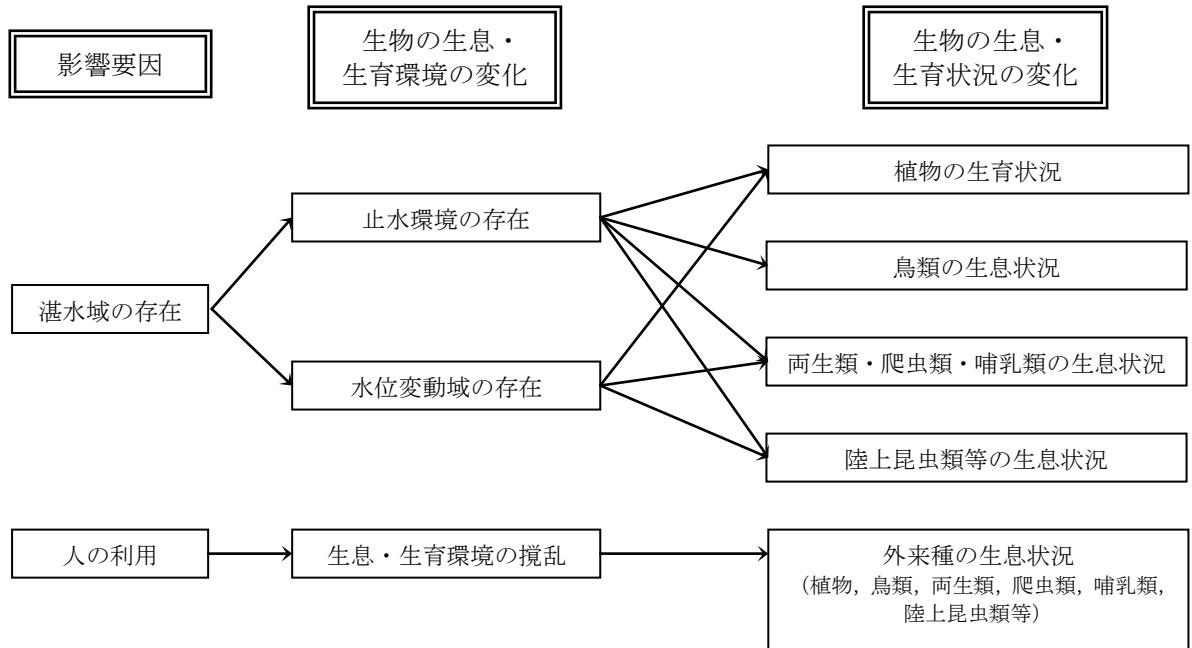 影響要因
生物の生息・
生育環境の変化
生物の生息・
生育状況の変化
植物の生育状況
止水環境の存在
鳥類の生息状況
湛水域の存在
両生類・爬虫類・哺乳類の生息状況
水位変動域の存在
陸上昆虫類等の生息状況
人の利用
生息・生育環境の撹乱
外来種の生息状況
（植物, 鳥類, 両生類, 爬虫類, 哺乳類,
陸上昆虫類等）